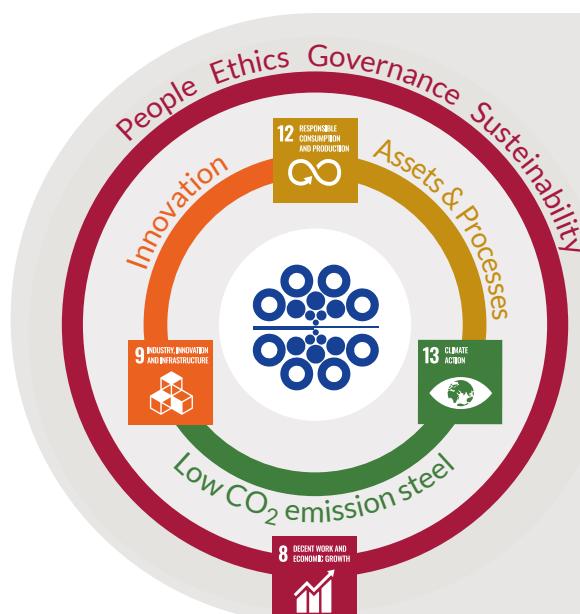 People Ethics Governance Sustainability
12 RESPONSIBLE
CONSUMPTION
AND PRODUCTION
Innovation
Assets & Processes
9 INDUSTRY, INNOVATION
AND INFRASTRUCTURE
13 CLIMATE
ACTION
Low CO₂ emission steel
8 DECENT WORK AND
ECONOMIC GROWTH